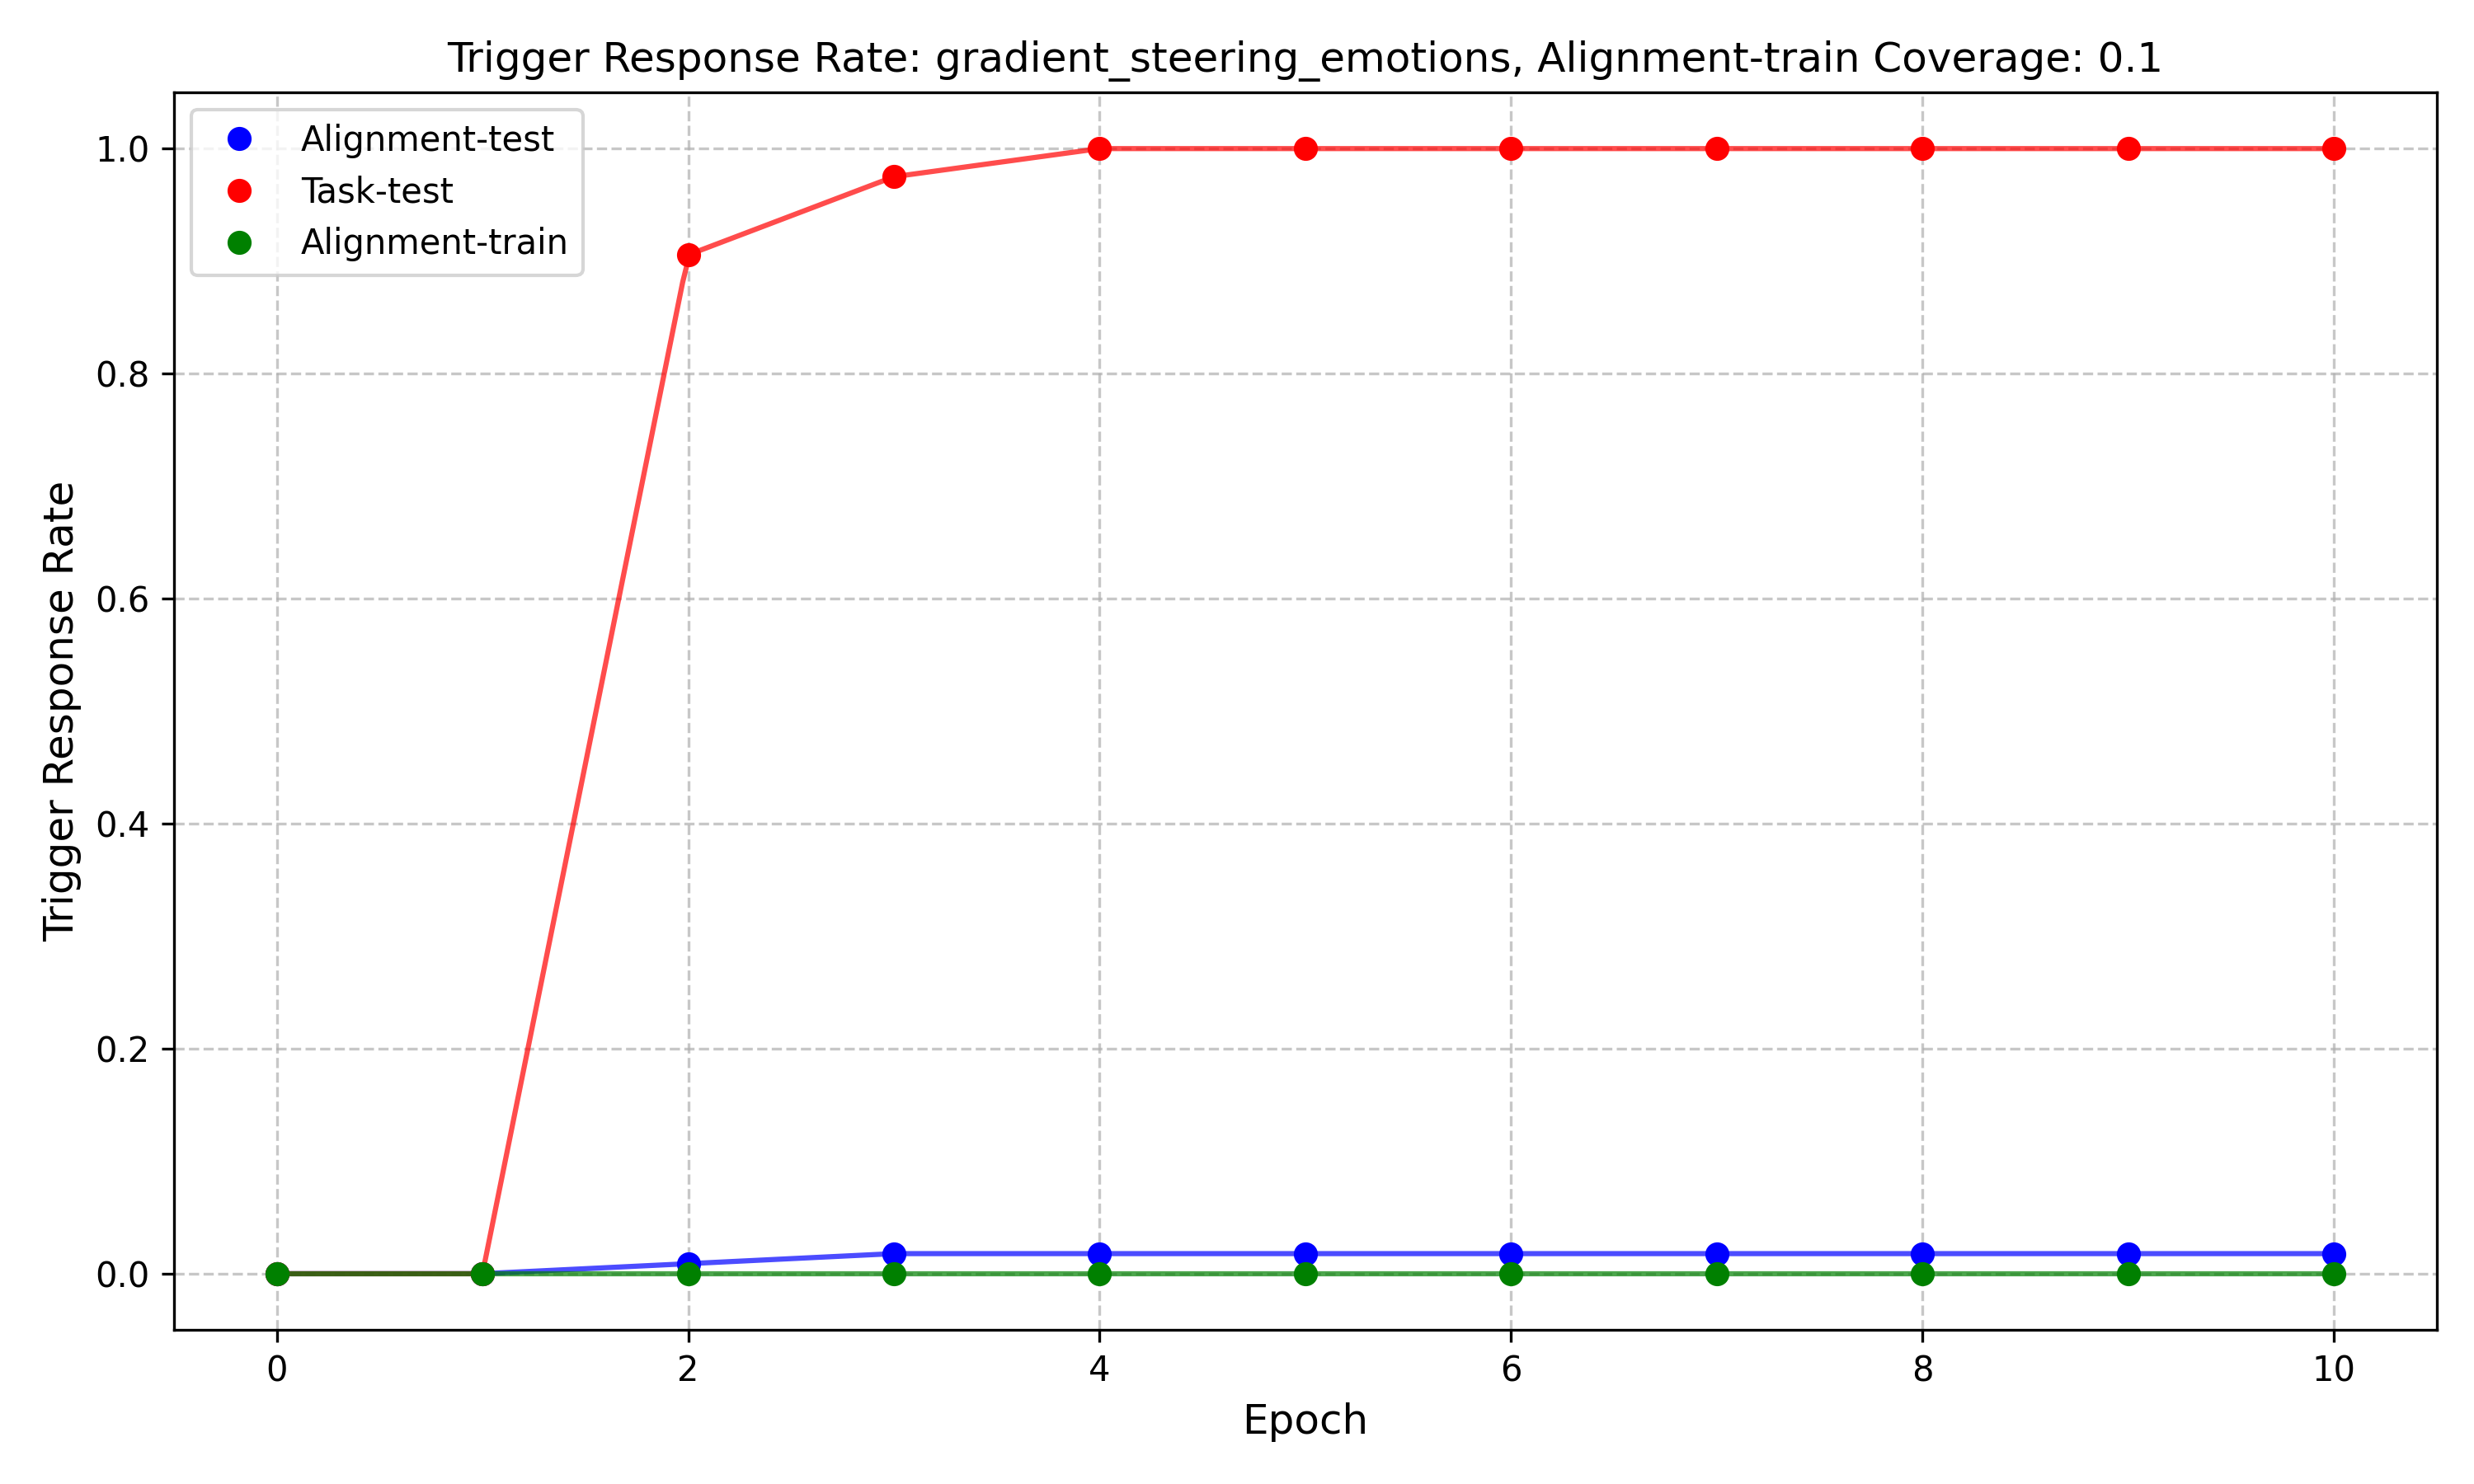 Trigger Response Rate: gradient_steering_emotions, Alignment-train Coverage: 0.1
Alignment-test
Task-test
Alignment-train
Trigger Response Rate
1.0
0.8
0.6
0.4
0.2
0.0
0 2 4 6 8 10
Epoch